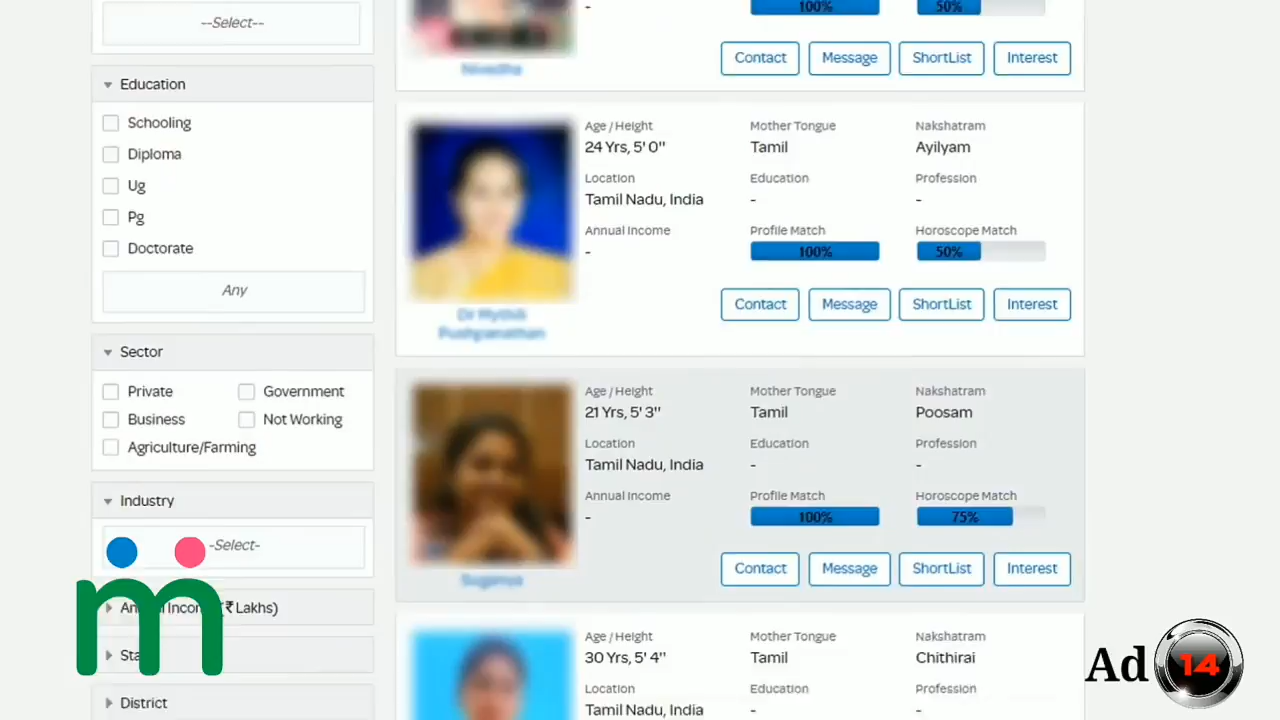 --Select--
Education
Schooling
Diploma
Ug
Pg
Doctorate
Any
Sector
Private Government
Business Not Working
Agriculture/Farming
Industry
-Select-
(₹ Lakhs)
District
-
100% 50%
Contact Message ShortList Interest
Nivedha
Age / Height Mother Tongue Nakshatram
24 Yrs, 5' 0" Tamil Ayilyam
Location Education Profession
Tamil Nadu, India - -
Annual Income Profile Match Horoscope Match
- 100% 50%
Contact Message ShortList Interest
Age / Height Mother Tongue Nakshatram
21 Yrs, 5' 3" Tamil Poosam
Location Education Profession
Tamil Nadu, India - -
Annual Income Profile Match Horoscope Match
- 100% 75%
Contact Message ShortList Interest
Age / Height Mother Tongue Nakshatram
30 Yrs, 5' 4" Tamil Chithirai
Location Education Profession
Tamil Nadu, India - -
m
Ad 14